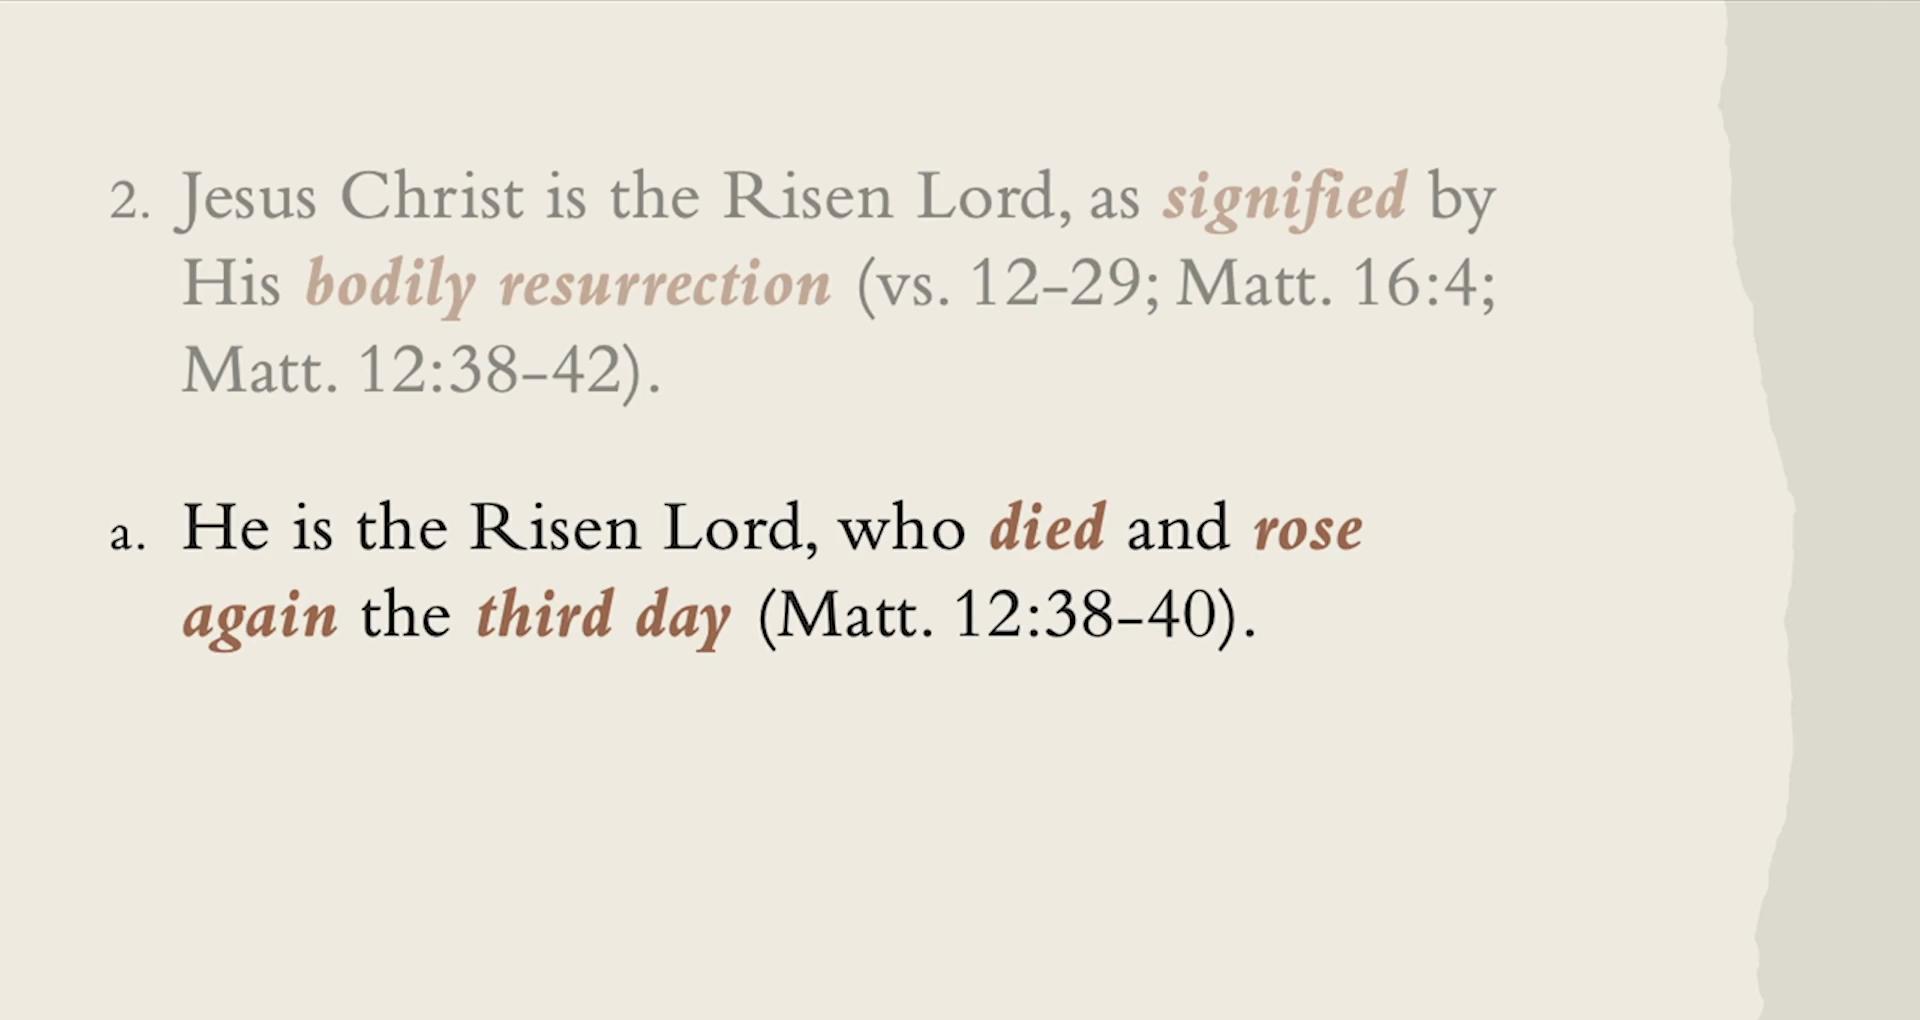 2. Jesus Christ is the Risen Lord, as signified by
His bodily resurrection (vs. 12-29; Matt. 16:4;
Matt. 12:38-42).
a. He is the Risen Lord, who died and rose
again the third day (Matt. 12:38-40).